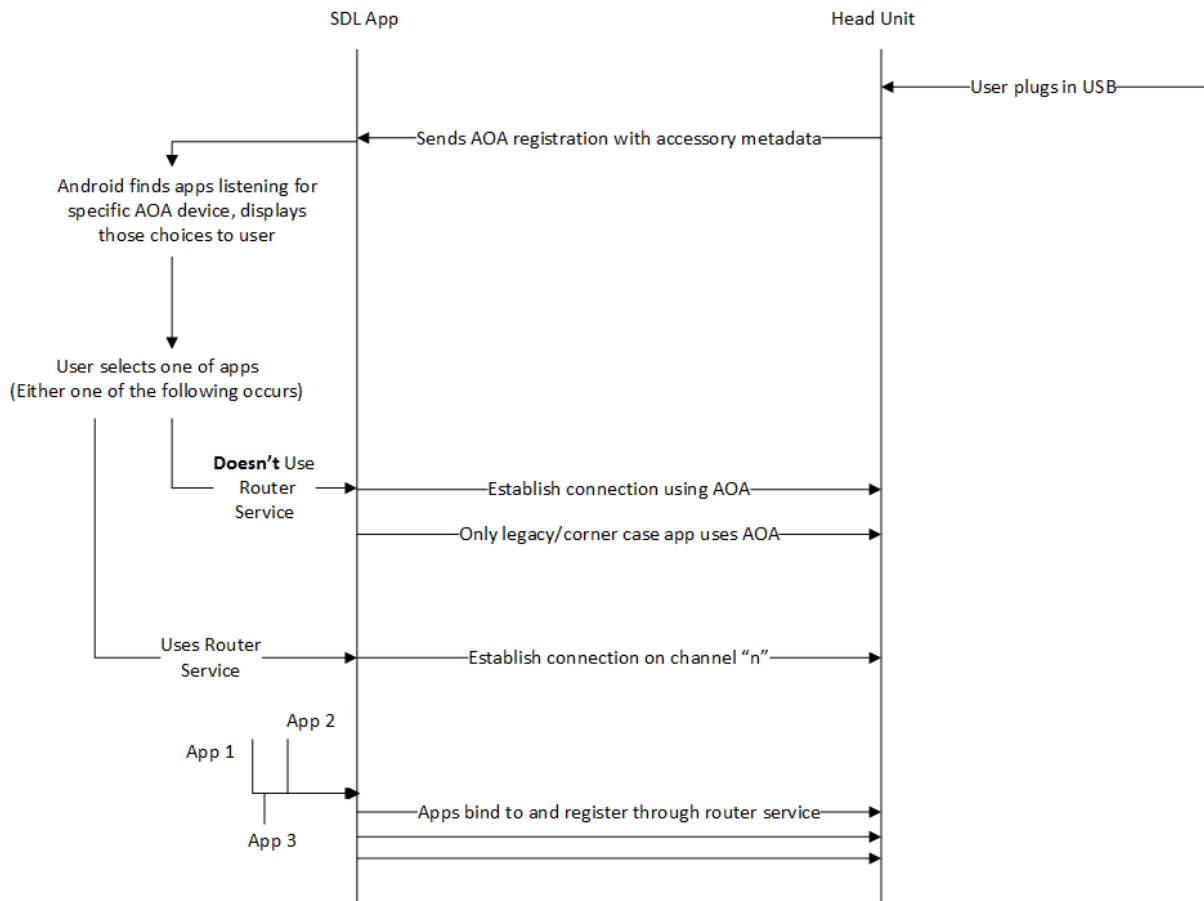 SDL App
Head Unit
User plugs in USB
Sends AOA registration with accessory metadata
Android finds apps listening for
specific AOA device, displays
those choices to user
User selects one of apps
(Either one of the following occurs)
Doesn’t Use
Router
Service
Establish connection using AOA
Only legacy/corner case app uses AOA
Uses Router
Service
Establish connection on channel “n”
App 2
App 1
Apps bind to and register through router service
App 3